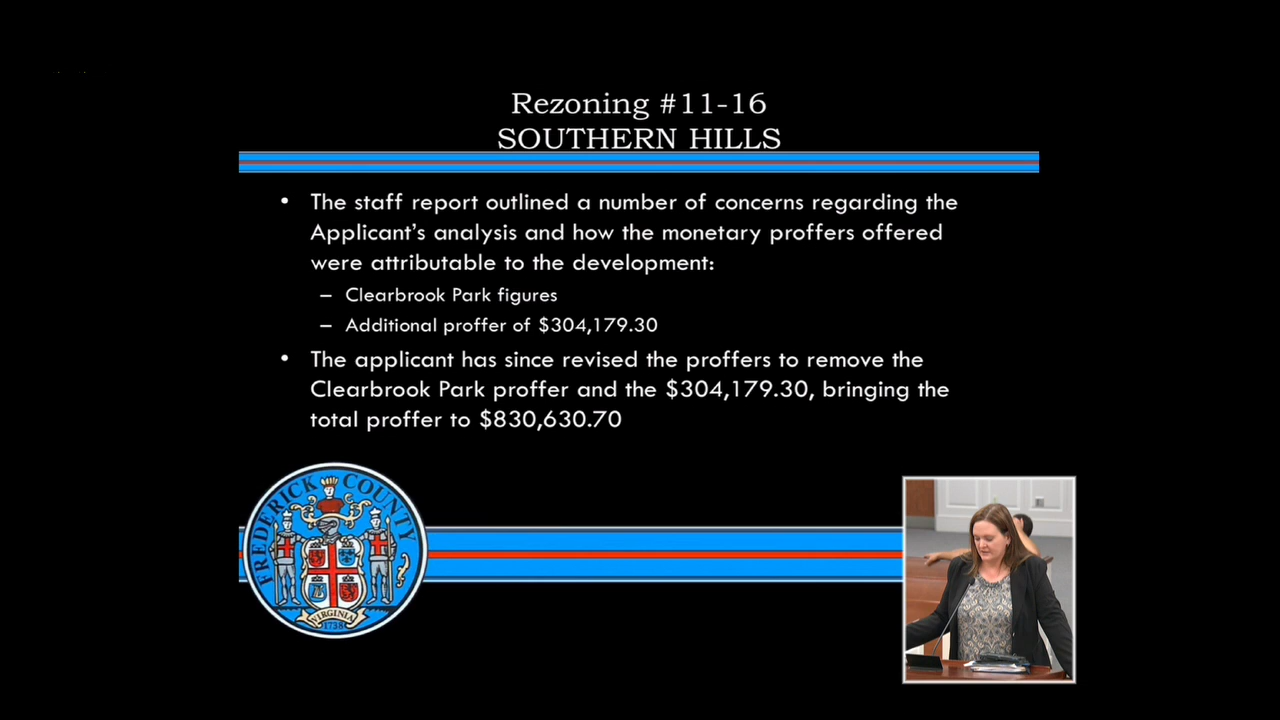 Rezoning #11-16
SOUTHERN HILLS
• The staff report outlined a number of concerns regarding the
Applicant's analysis and how the monetary proffers offered
were attributable to the development:
– Clearbrook Park figures
– Additional proffer of $304,179.30
• The applicant has since revised the proffers to remove the
Clearbrook Park proffer and the $304,179.30, bringing the
total proffer to $830,630.70
FREDERICK COUNTY
VIRGINIA
1738